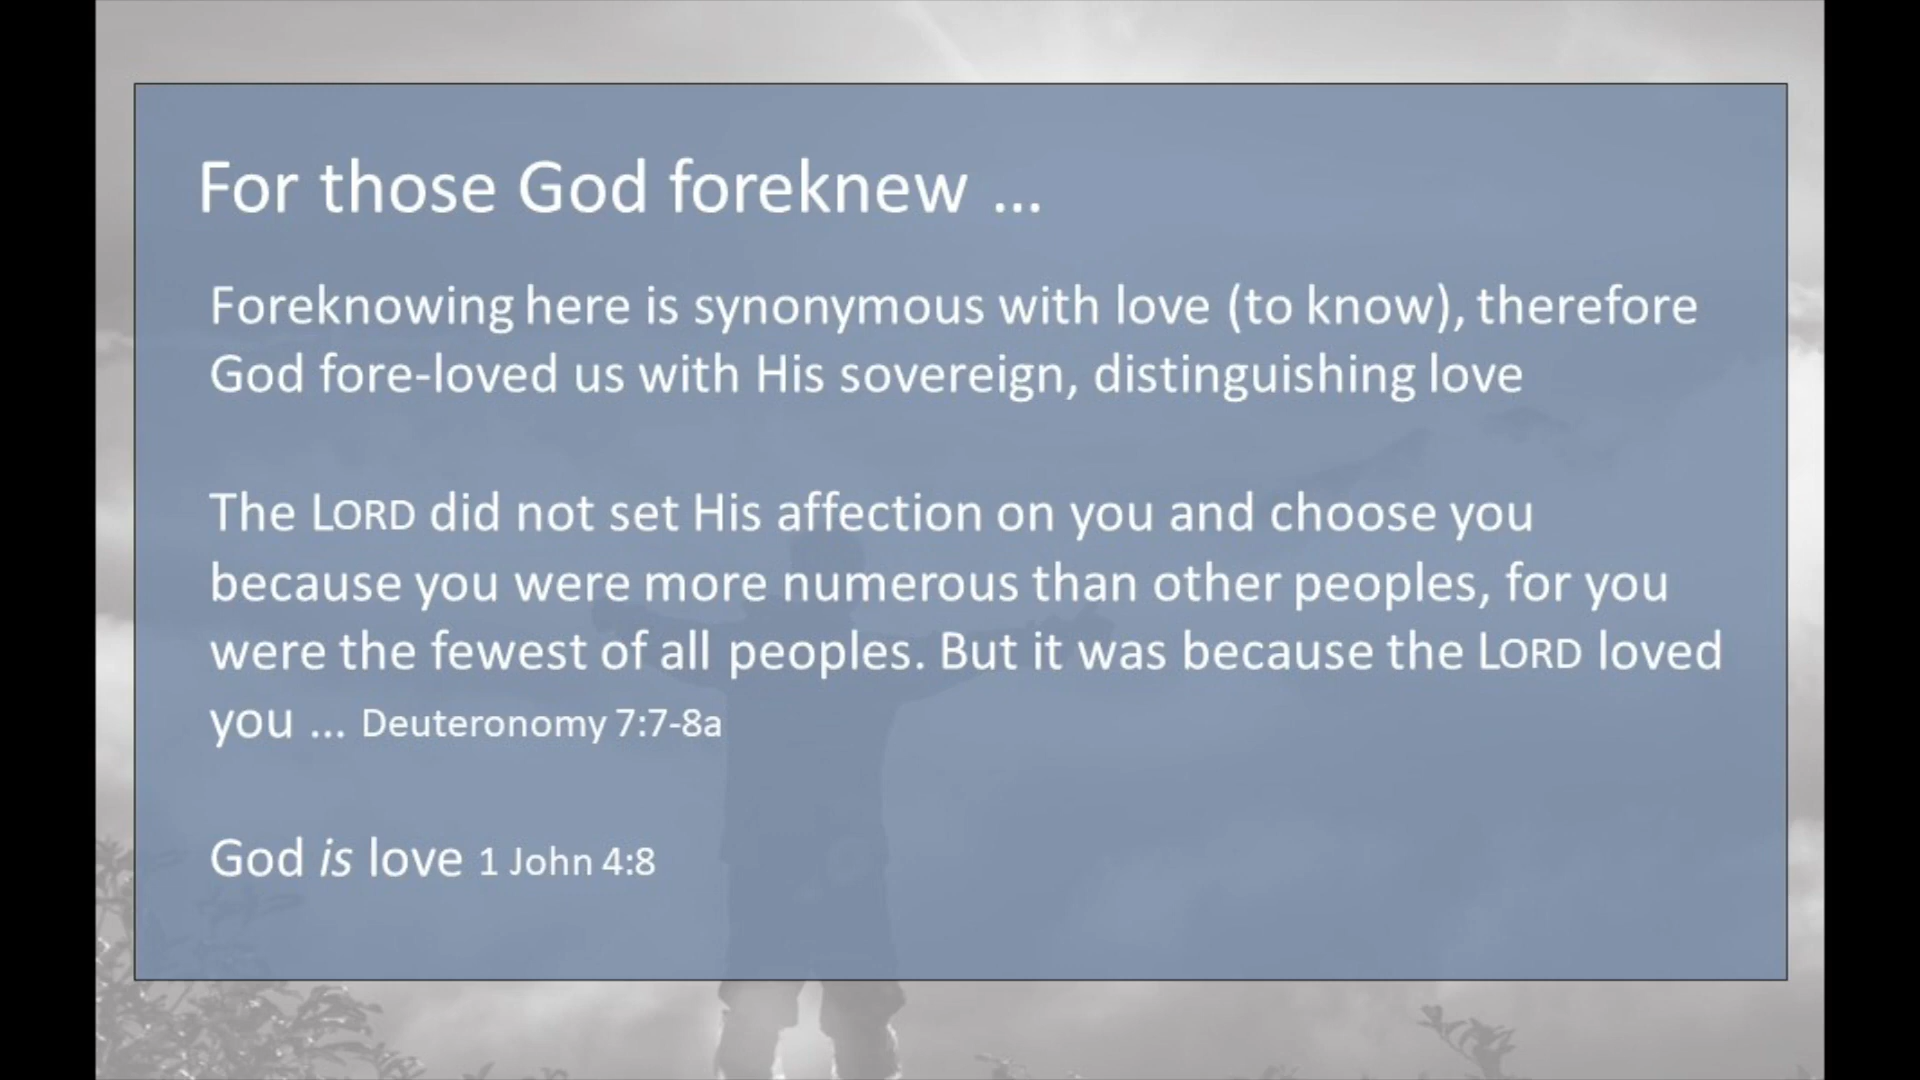 For those God foreknew ...
Foreknowing here is synonymous with love (to know), therefore
God fore-loved us with His sovereign, distinguishing love
The LORD did not set His affection on you and choose you
because you were more numerous than other peoples, for you
were the fewest of all peoples. But it was because the LORD loved
you ... Deuteronomy 7:7-8a
God is love 1 John 4:8